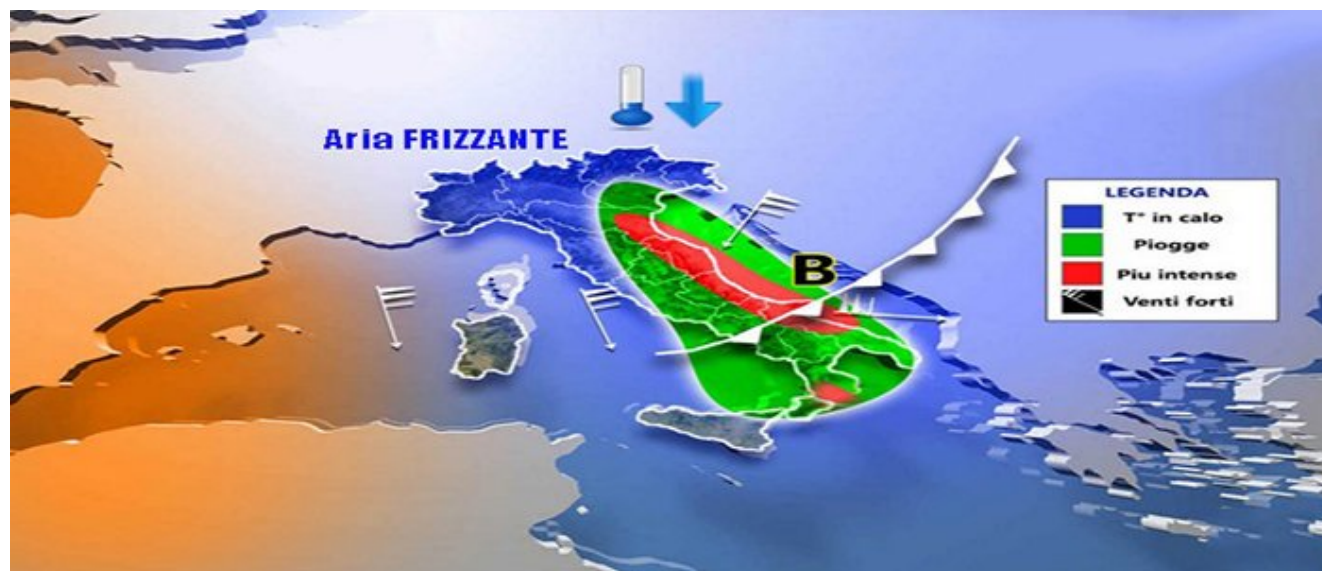 Aria FRIZZANTE
B
LEGENDA
T° in calo
Piogge
Piu intense
Venti forti